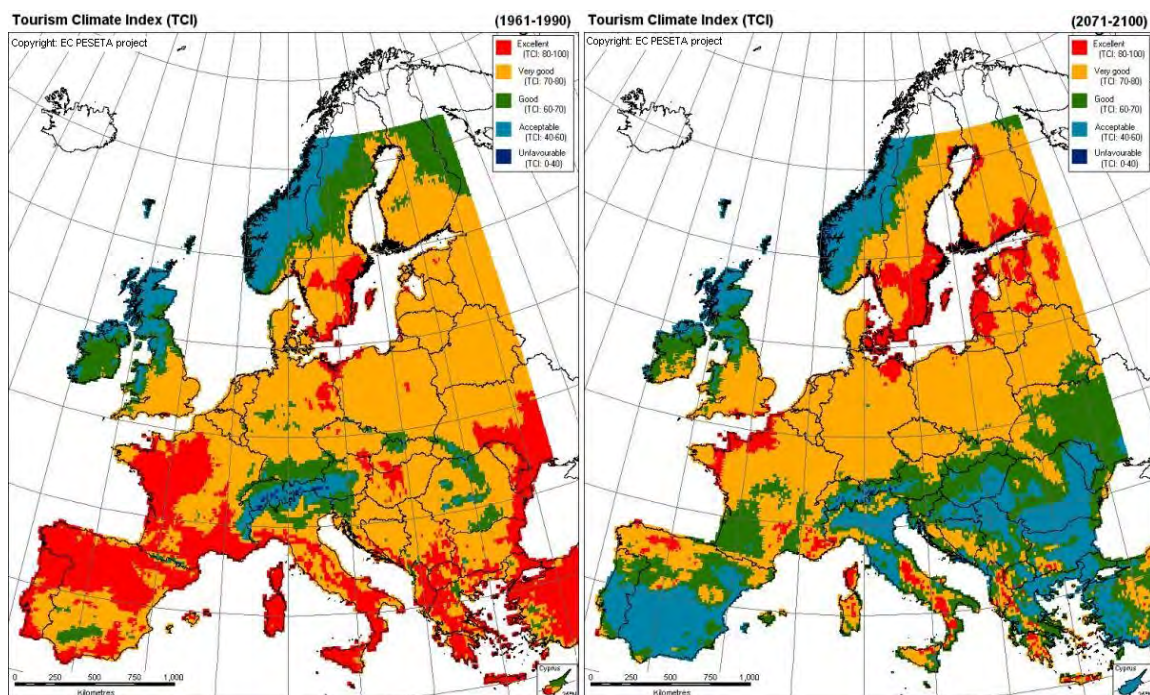 Tourism Climate Index (TCI) (1961-1990)
Copyright: EC PESETA project
Excellent
(TCI: 80-100)
Very good
(TCI: 70-80)
Good
(TCI: 60-70)
Acceptable
(TCI: 40-60)
Unfavourable
(TCI: 0-40)
0 250 500 750 1,000
Kilometres
Cyprus
Tourism Climate Index (TCI) (2071-2100)
Copyright: EC PESETA project
Excellent
(TCI: 80-100)
Very good
(TCI: 70-80)
Good
(TCI: 60-70)
Acceptable
(TCI: 40-60)
Unfavourable
(TCI: 0-40)
0 250 500 750 1,000
Kilometres
Cyprus